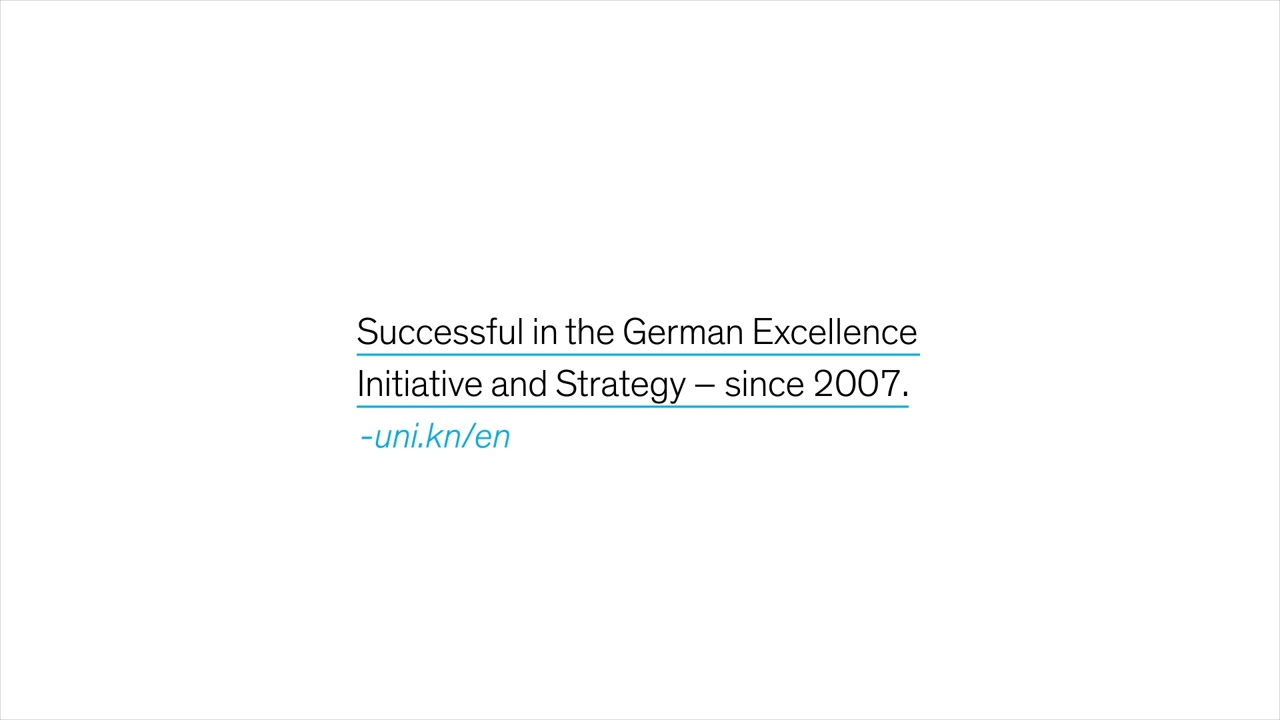 Successful in the German Excellence
Initiative and Strategy – since 2007.
-uni.kn/en